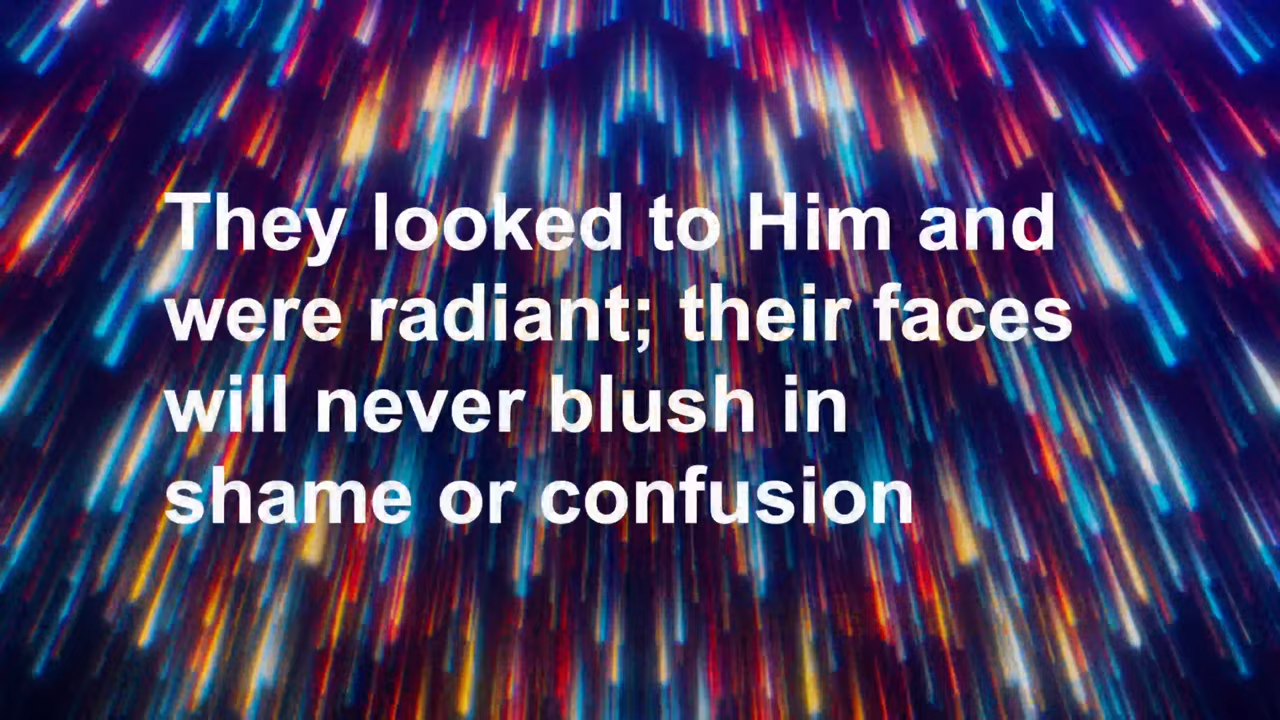 They looked to Him and
were radiant; their faces
will never blush in
shame or confusion